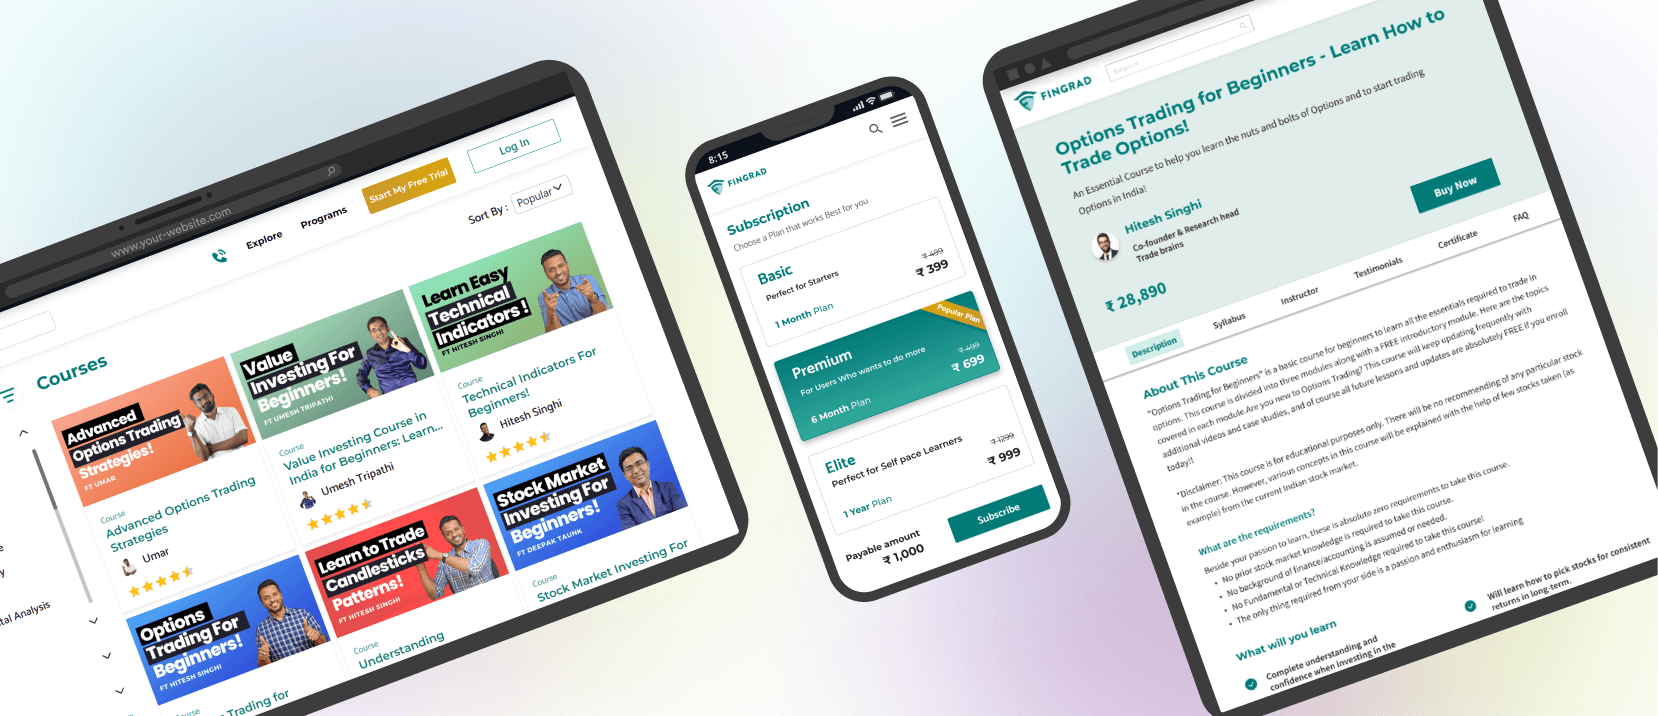 www.your-website.com
Explore
Programs
Start My Free Trial
Log In
Sort By :
Popular
Courses
Advanced
Options Trading
Strategies!
FT UMAR
Course
Advanced Options Trading
Strategies
Umar
Value
Investing For
Beginners!
FT UMESH TRIPATHI
Course
Value Investing Course in
India for Beginners: Learn...
Umesh Tripathi
Learn Easy
Technical
Indicators !
FT HITESH SINGHI
Course
Technical Indicators For
Beginners!
Hitesh Singhi
Options
Trading For
Beginners!
FT HITESH SINGHI
Course
Trading for
Learn to Trade
Candlesticks
Patterns!
FT HITESH SINGHI
Course
Understanding
Stock Market
Investing For
Beginners!
FT DEEPAK TAUNK
Course
Stock Market Investing For
tal Analysis
8:15
FINGRAD
Subscription
Choose a Plan that works Best for you
Basic
Perfect for Starters
1 Month Plan
₹ 499
₹ 399
Popular Plan
Premium
For Users Who wants to do more
6 Month Plan
₹ 499
₹ 699
Elite
Perfect for Self pace Learners
1 Year Plan
₹ 1299
₹ 999
Payable amount
₹ 1,000
Subscribe
FINGRAD
Search
Options Trading for Beginners - Learn How to
Trade Options!
An Essential Course to help you learn the nuts and bolts of Options and to start trading
Options in India!
Hitesh Singhi
Co-founder & Research head
Trade brains
Buy Now
₹ 28,890
Description
Syllabus
Instructor
Testimonials
Certificate
FAQ
About This Course
"Options Trading for Beginners" is a basic course for beginners to learn all the essentials required to trade in
options. This course is divided into three modules along with a FREE introductory module. Here are the topics
covered in each module.Are you new to Options Trading? This course will keep updating frequently with
additional videos and case studies, and of course all future lessons and updates are absolutely FREE if you enroll
today!!
*Disclaimer: This course is for educational purposes only. There will be no recommending of any particular stock
in the course. However, various concepts in this course will be explained with the help of few stocks taken (as
example) from the current Indian stock market.
What are the requirements?
Beside your passion to learn, these is absolute zero requirements to take this course.
• No prior stock market knowledge is required to take this course.
• No background of finance/accounting is assumed or needed.
• No Fundamental or Technical Knowledge required to take this course!
• The only thing required from your side is a passion and enthusiasm for learning
What will you learn
Complete understanding and
confidence when investing in the
Will learn how to pick stocks for consistent
returns in long-term.